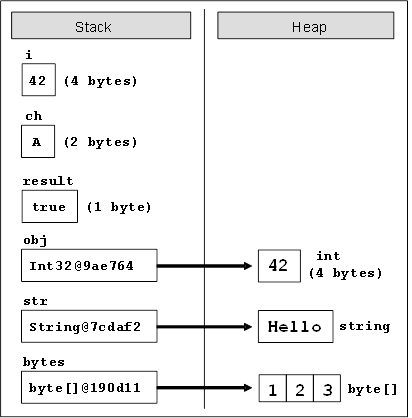 Stack Heap
i
42 (4 bytes)
ch
A (2 bytes)
result
true (1 byte)
obj
Int32@9ae764 42 int
(4 bytes)
str
String@7cdaf2 Hello string
bytes
byte[]@190d11 1 2 3 byte[]